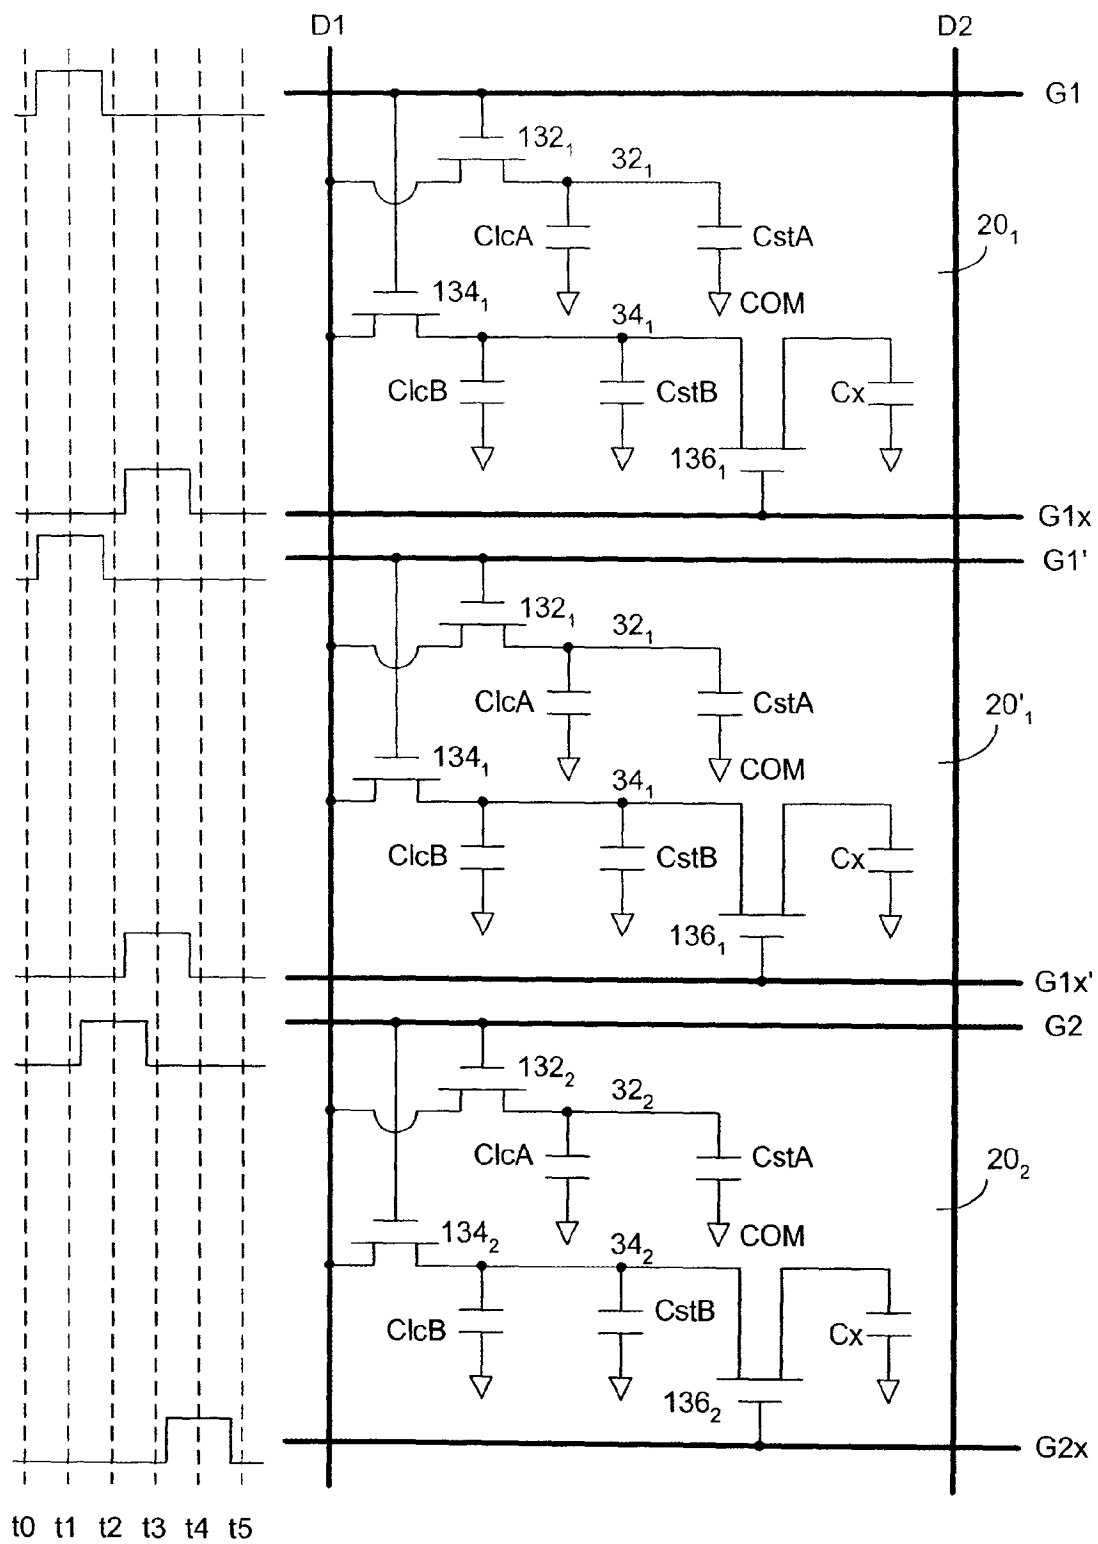 D1 D2
G1
132₁ 32₁
20₁
ClcA CstA
134₁ 34₁ COM
ClcB CstB Cx
136₁
G1x
G1'
132₁ 32₁
20'₁
ClcA CstA
134₁ 34₁ COM
ClcB CstB Cx
136₁
G1x'
G2
132₂ 32₂
20₂
ClcA CstA
134₂ 34₂ COM
ClcB CstB Cx
136₂
G2x
t0 t1 t2 t3 t4 t5